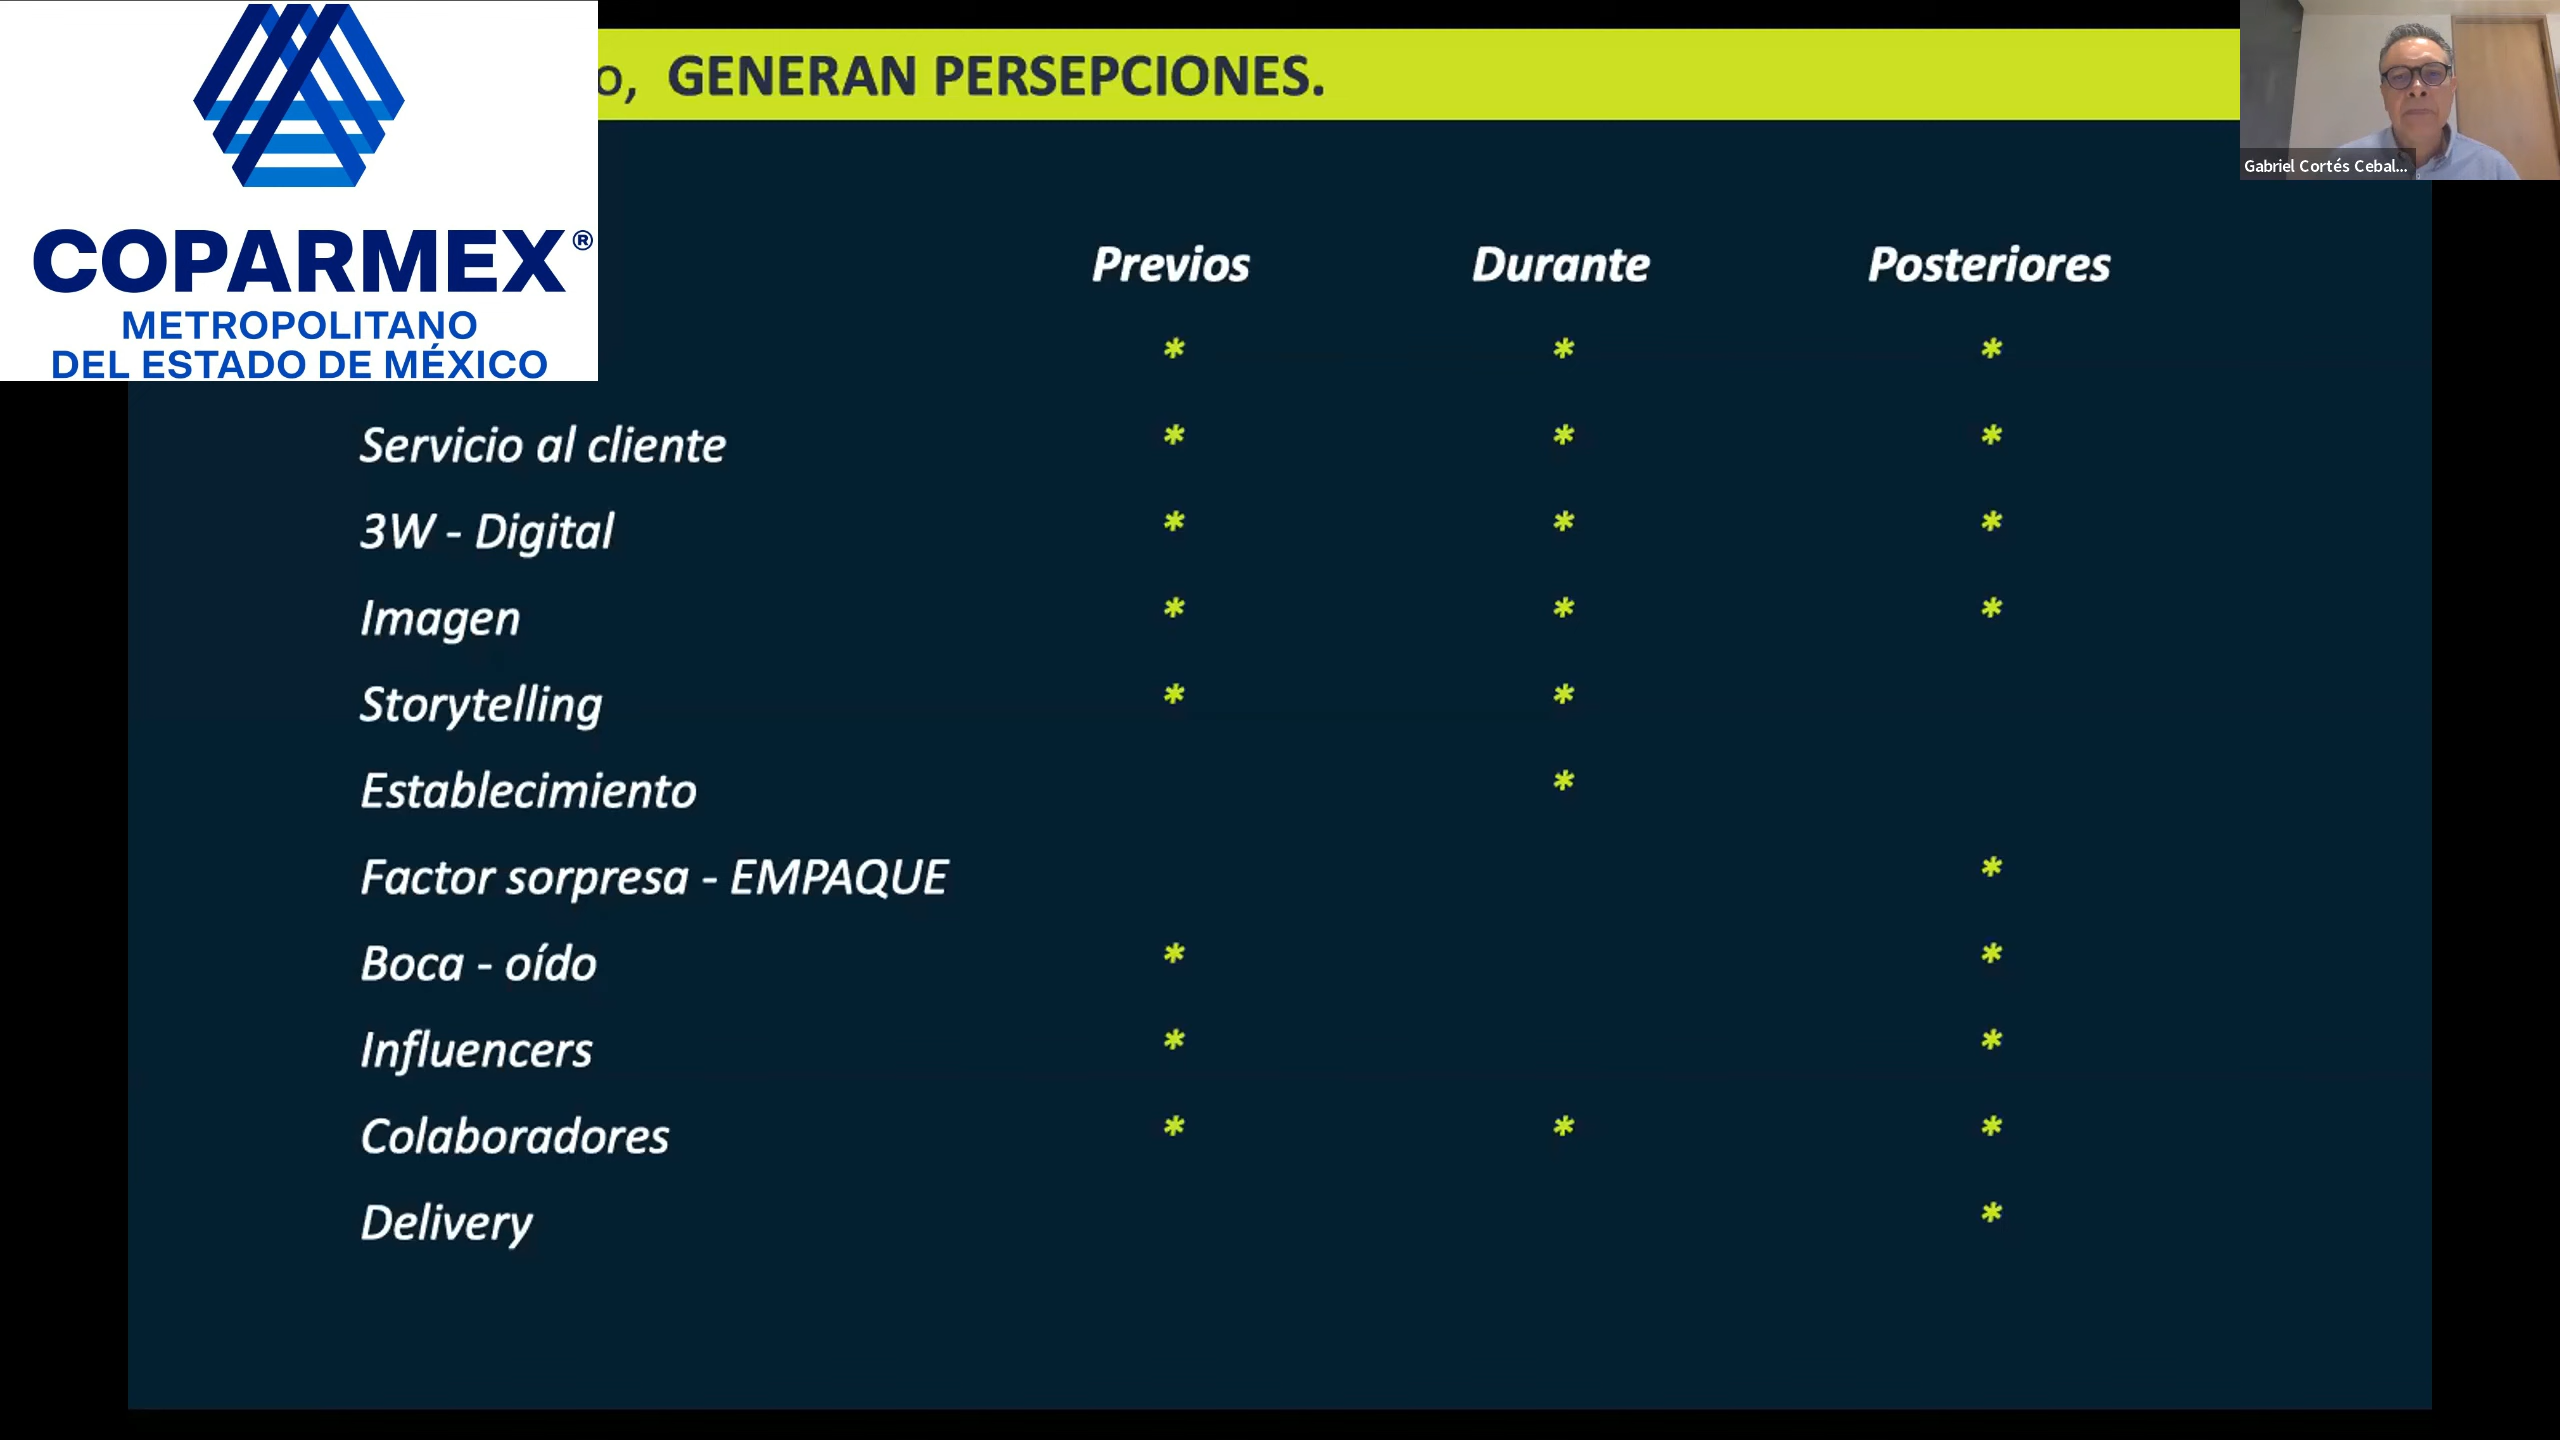 COPARMEX®
METROPOLITANO
DEL ESTADO DE MÉXICO
o, GENERAN PERSEPCIONES.
Gabriel Cortés Cebal...
Previos Durante Posteriores
* * *
Servicio al cliente * * *
3W - Digital * * *
Imagen * * *
Storytelling * *
Establecimiento *
Factor sorpresa - EMPAQUE *
Boca - oído * *
Influencers * *
Colaboradores * * *
Delivery *